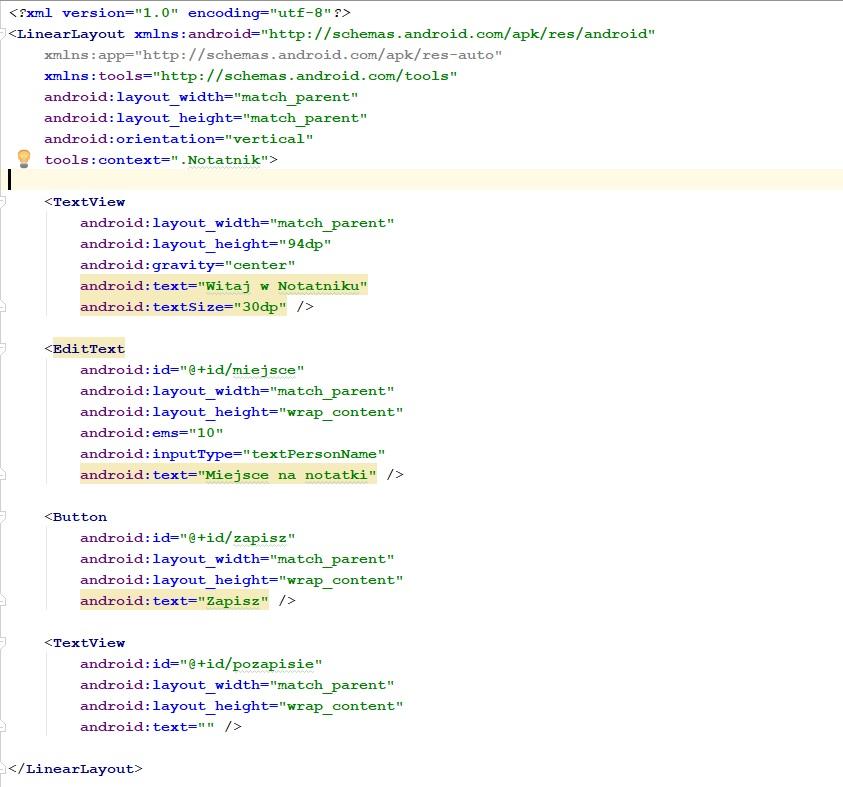 <?xml version="1.0" encoding="utf-8"?>
<LinearLayout xmlns:android="http://schemas.android.com/apk/res/android"
    xmlns:app="http://schemas.android.com/apk/res-auto"
    xmlns:tools="http://schemas.android.com/tools"
    android:layout_width="match_parent"
    android:layout_height="match_parent"
    android:orientation="vertical"
    tools:context=".Notatnik">

    <TextView
        android:layout_width="match_parent"
        android:layout_height="94dp"
        android:gravity="center"
        android:text="Witaj w Notatniku"
        android:textSize="30dp" />

    <EditText
        android:id="@+id/miejsce"
        android:layout_width="match_parent"
        android:layout_height="wrap_content"
        android:ems="10"
        android:inputType="textPersonName"
        android:text="Miejsce na notatki" />

    <Button
        android:id="@+id/zapisz"
        android:layout_width="match_parent"
        android:layout_height="wrap_content"
        android:text="Zapisz" />

    <TextView
        android:id="@+id/pozapisie"
        android:layout_width="match_parent"
        android:layout_height="wrap_content"
        android:text="" />

</LinearLayout>